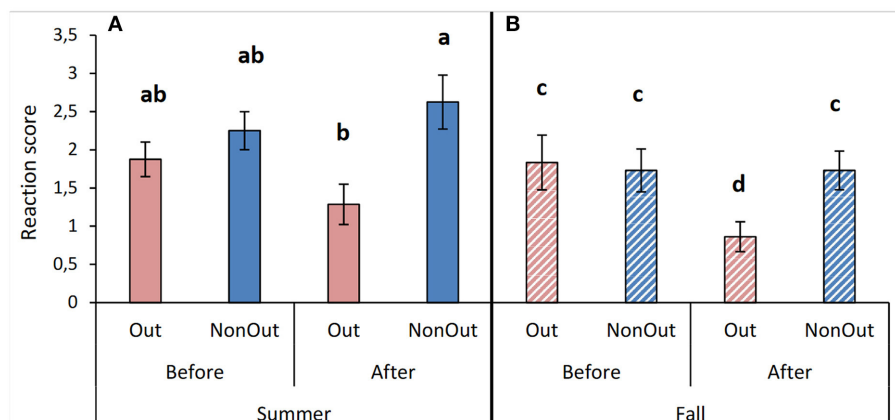 A
B
3,5
3
2,5
2
1,5
1
0,5
0
Reaction score
ab
ab
b
a
c
c
d
c
Out NonOut Out NonOut Out NonOut Out NonOut
Before After Before After
Summer Fall